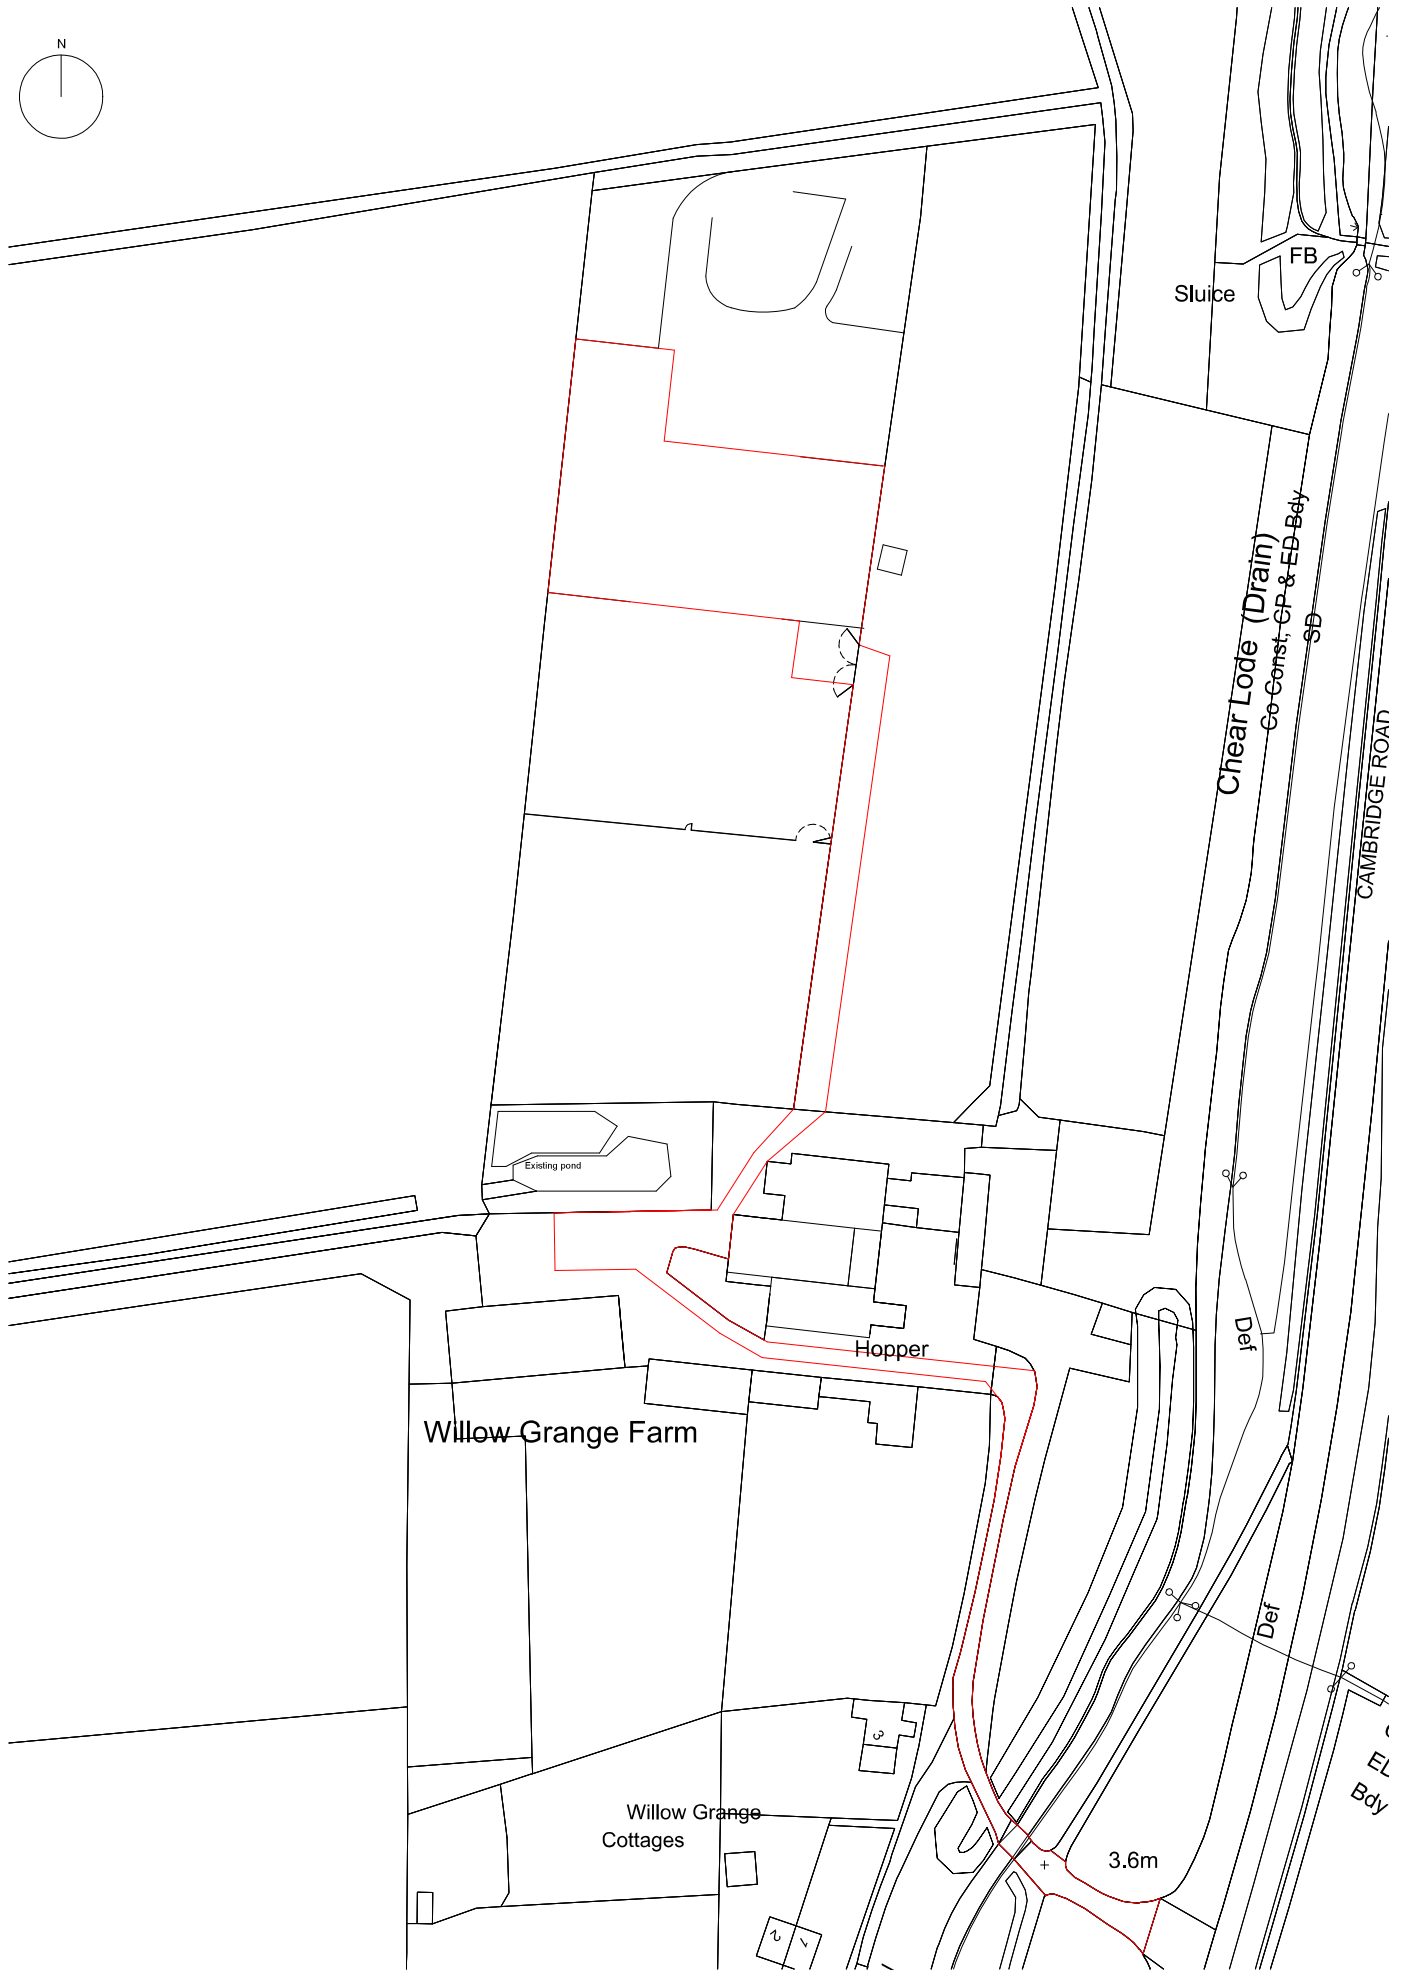 N
FB
Sluice
Chear Lode (Drain)
Co Const, CP & ED Bdy
SD
CAMBRIDGE ROAD
Existing pond
Hopper
Def
Willow Grange Farm
Def
3
Willow Grange
Cottages
Bdy
3.6m
2
1